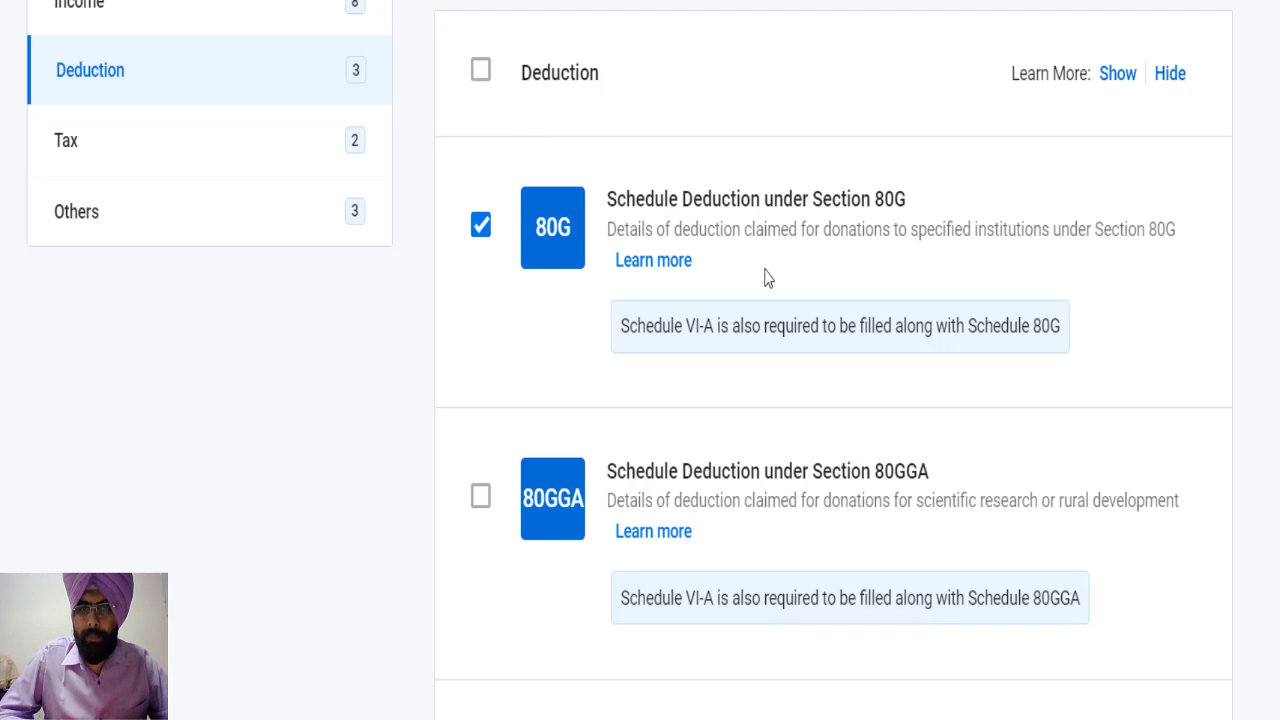 Income 8
Deduction 3
Tax 2
Others 3
Deduction
Learn More: Show Hide
80G
Schedule Deduction under Section 80G
Details of deduction claimed for donations to specified institutions under Section 80G
Learn more
Schedule VI-A is also required to be filled along with Schedule 80G
80GGA
Schedule Deduction under Section 80GGA
Details of deduction claimed for donations for scientific research or rural development
Learn more
Schedule VI-A is also required to be filled along with Schedule 80GGA